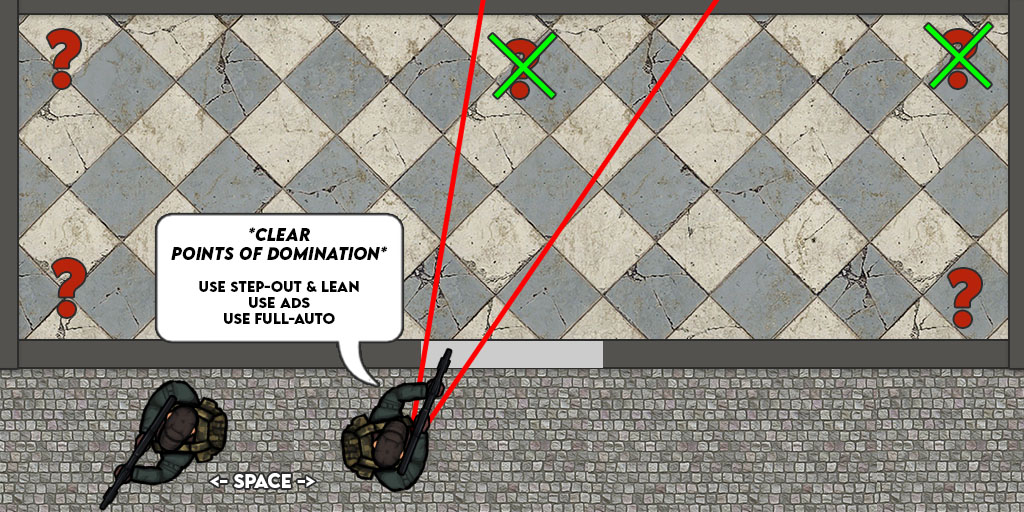 ?
?
?
*CLEAR
POINTS OF DOMINATION*
USE STEP-OUT & LEAN
USE ADS
USE FULL-AUTO
?
?
?
<- SPACE ->